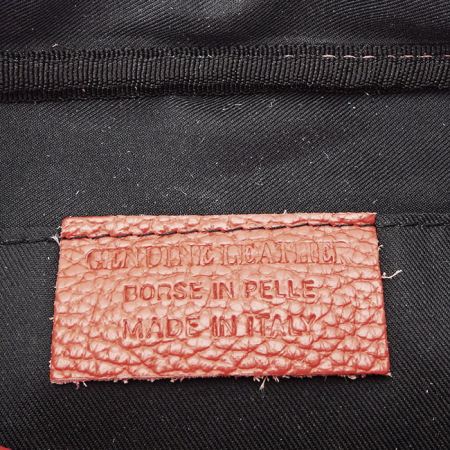 GENUINE LEATHER
BORSE IN PELLE
MADE IN ITALY